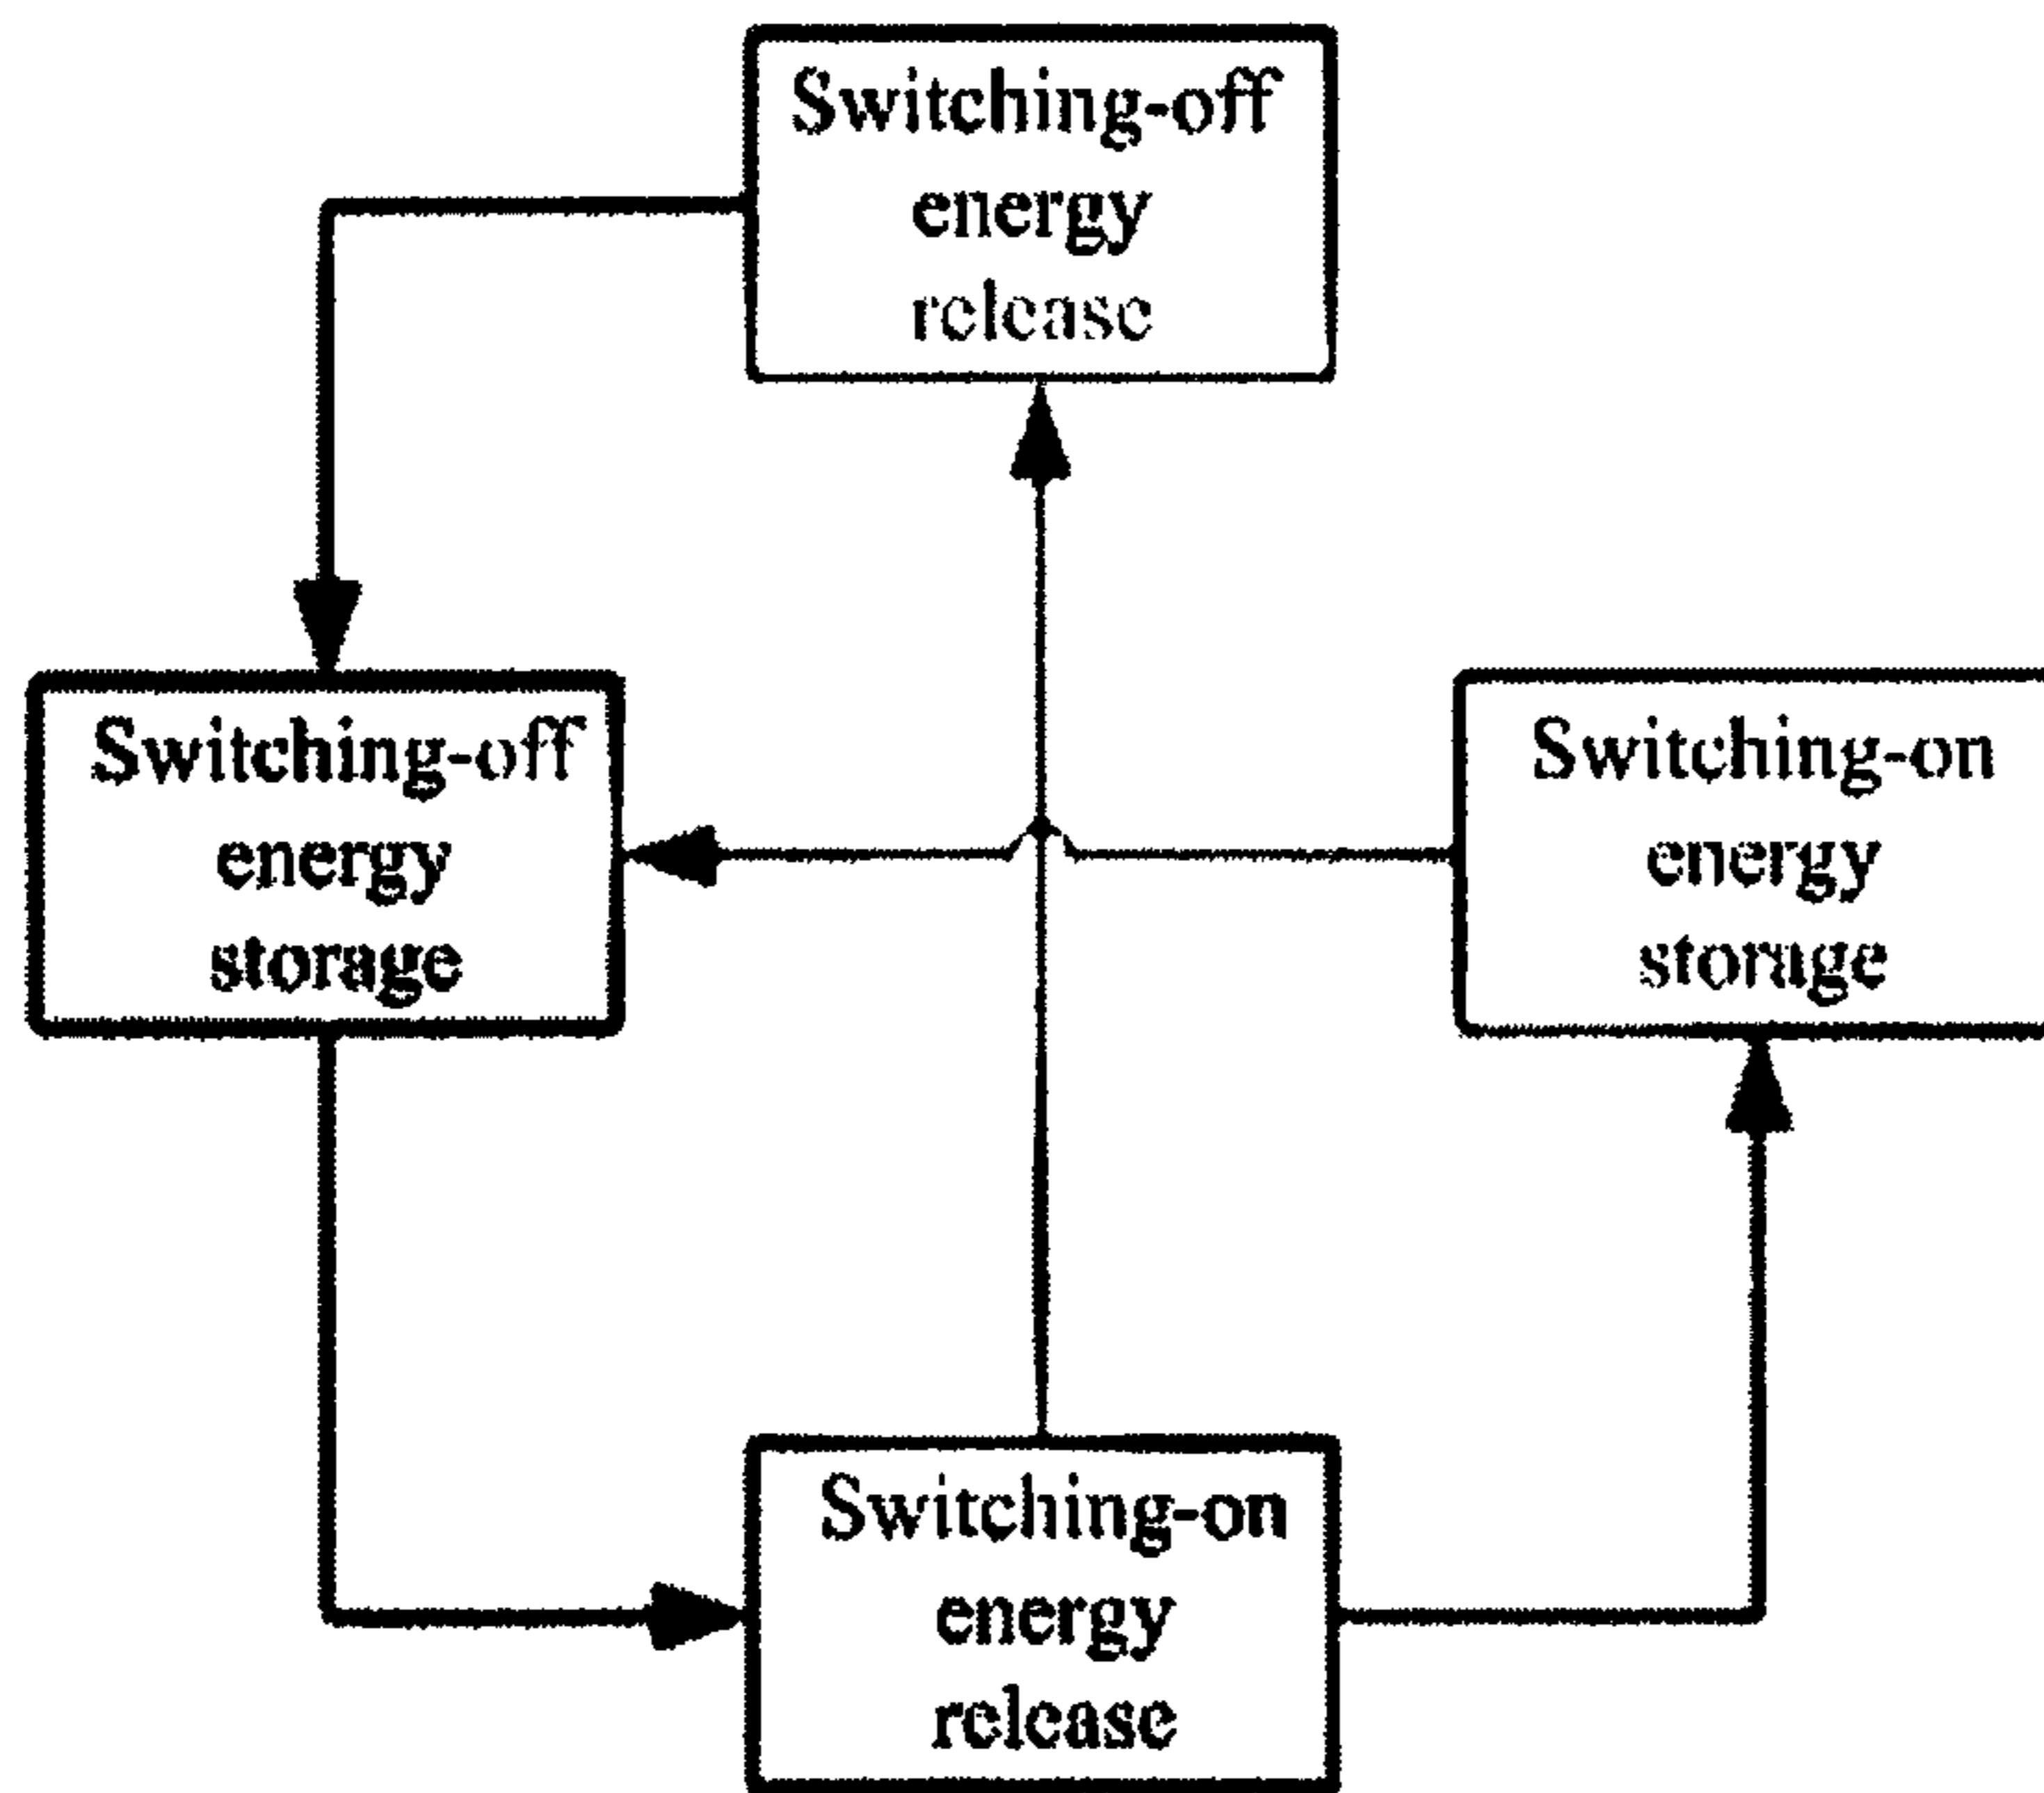 Switching-off
energy
release
Switching-off
energy
storage
Switching-on
energy
storage
Switching-on
energy
release